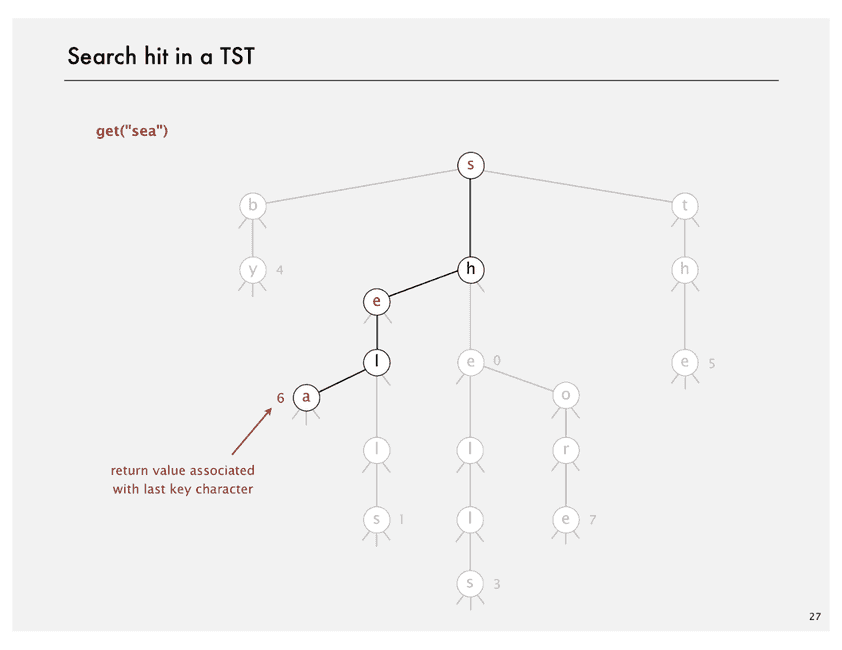 Search hit in a TST
get("sea")
s
b
t
h
y 4
h
e
l
e 0
e 5
6 a
o
l
l
r
s 1
l
e 7
s 3
return value associated
with last key character
27